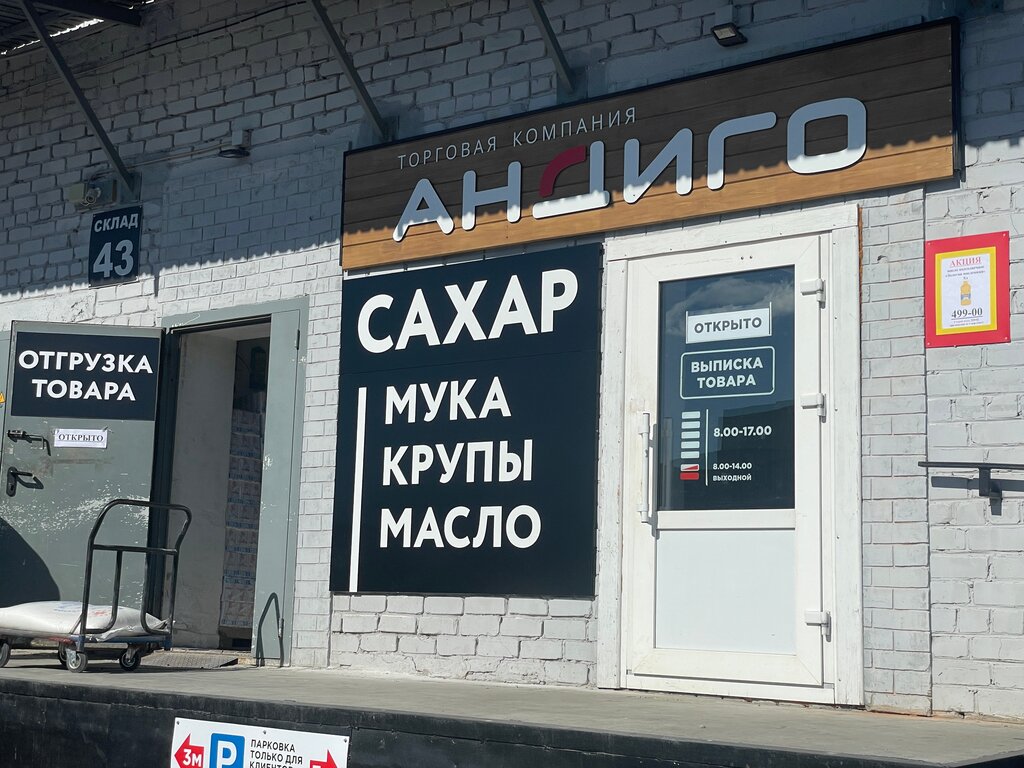 ТОРГОВАЯ КОМПАНИЯ
АНДИГО
СКЛАД
43
ОТГРУЗКА
ТОВАРА
ОТКРЫТО
САХАР
МУКА
КРУПЫ
МАСЛО
ОТКРЫТО
ВЫПИСКА
ТОВАРА
8.00-17.00
8.00-14.00
ВЫХОДНОЙ
АКЦИЯ
499-00
3м
P
ПАРКОВКА
ТОЛЬКО ДЛЯ